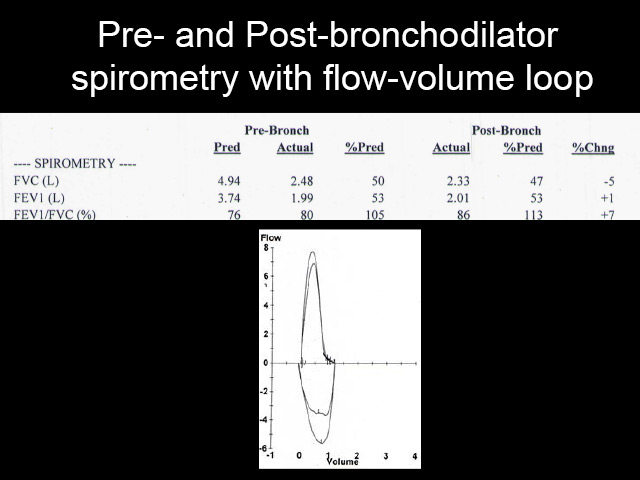 Pre- and Post-bronchodilator
spirometry with flow-volume loop
Pre-Bronch Post-Bronch
Pred Actual %Pred Actual %Pred %Chng
---- SPIROMETRY ----
FVC (L) 4.94 2.48 50 2.33 47 -5
FEV1 (L) 3.74 1.99 53 2.01 53 +1
FEV1/FVC (%) 76 80 105 86 113 +7
Flow
8
6
4
2
0
-2
-4
-6
-1 0 1 2 3 4
Volume